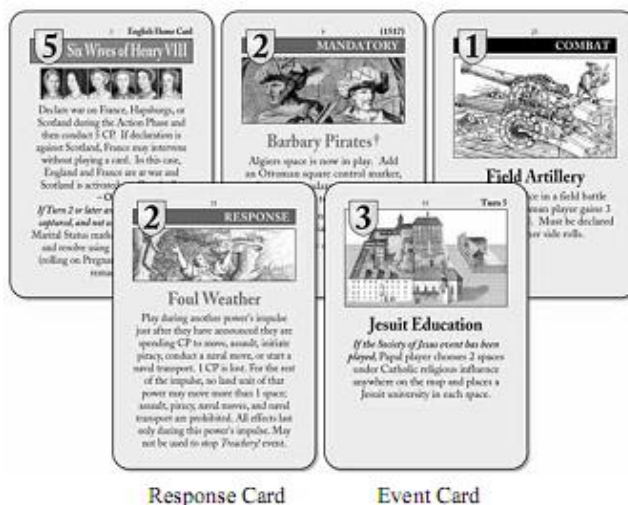 5
English Home Card
Six Wives of Henry VIII
Declare war on France, Hapsburgs, or
Scotland during the Action Phase and
then conduct 5 CP. If declaration is
against Scotland, France may intervene
without playing a card. In this case,
England and France are at war and
Scotland is activated
If Turn 2 or later
captured, and not
Marital Status
and resolve using
(rolling on
2
(1517)
MANDATORY
Barbary Pirates†
Algiers space is now in play. Add
an Ottoman square control marker,
1
COMBAT
Field Artillery
in a field battle
player gains 3
Must be declared
side rolls.
2
RESPONSE
Foul Weather
Play during another power's impulse
just after they have announced they are
spending CP to move, assault, initiate
piracy, conduct a naval move, or start a
naval transport. 1 CP is lost. For the rest
of the impulse, no land unit of that
power may move more than 1 space;
assault, piracy, naval moves, and naval
transport are prohibited. All effects last
only during this power's impulse. May
not be used to stop Treachery! event.
3
Turn 5
Jesuit Education
If the Society of Jesus event has been
played, Papal player chooses 2 spaces
under Catholic religious influence
anywhere on the map and places a
Jesuit university in each space.
Response Card
Event Card